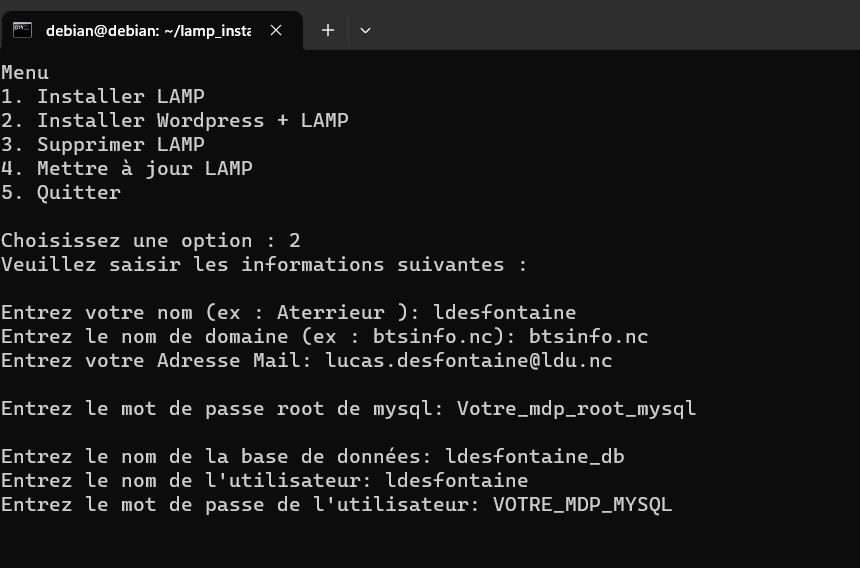 debian@debian: ~/lamp_insta
Menu
1. Installer LAMP
2. Installer Wordpress + LAMP
3. Supprimer LAMP
4. Mettre à jour LAMP
5. Quitter
Choisissez une option : 2
Veuillez saisir les informations suivantes :
Entrez votre nom (ex : Aterrieur ): ldesfontaine
Entrez le nom de domaine (ex : btsinfo.nc): btsinfo.nc
Entrez votre Adresse Mail: lucas.desfontaine@ldu.nc
Entrez le mot de passe root de mysql: Votre_mdp_root_mysql
Entrez le nom de la base de données: ldesfontaine_db
Entrez le nom de l'utilisateur: ldesfontaine
Entrez le mot de passe de l'utilisateur: VOTRE_MDP_MYSQL